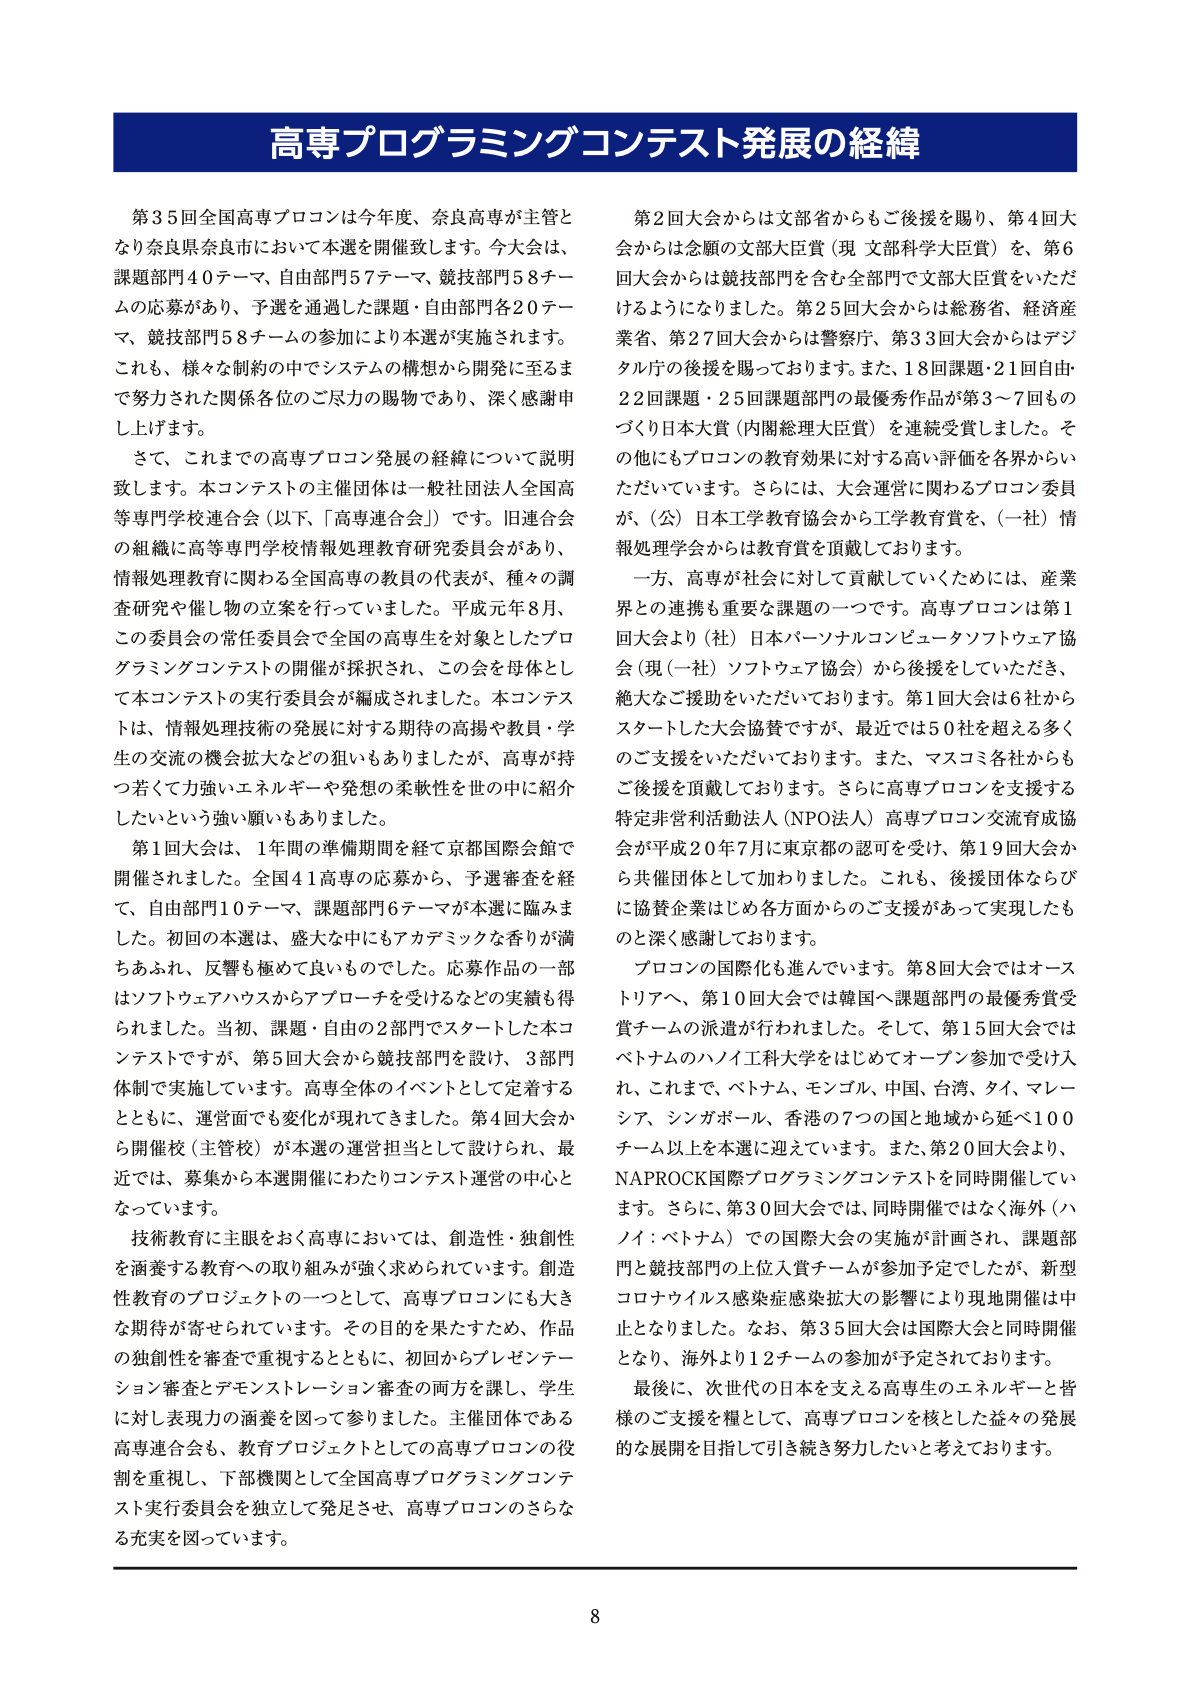 高専プログラミングコンテスト発展の経緯
第３５回全国高専プロコンは今年度、奈良高専が主管と
なり奈良県奈良市において本選を開催致します。今大会は、
課題部門４０テーマ、自由部門５７テーマ、競技部門５８チー
ムの応募があり、予選を通過した課題・自由部門各２０テー
マ、競技部門５８チームの参加により本選が実施されます。
これも、様々な制約の中でシステムの構想から開発に至るま
で努力された関係各位のご尽力の賜物であり、深く感謝申
し上げます。
さて、これまでの高専プロコン発展の経緯について説明
致します。本コンテストの主催団体は一般社団法人全国高
等専門学校連合会（以下、「高専連合会」）です。旧連合会
の組織に高等専門学校情報処理教育研究委員会があり、
情報処理教育に関わる全国高専の教員の代表が、種々の調
査研究や催し物の立案を行っていました。平成元年８月、
この委員会の常任委員会で全国の高専生を対象としたプロ
グラミングコンテストの開催が採択され、この会を母体とし
て本コンテストの実行委員会が編成されました。本コンテス
トは、情報処理技術の発展に対する期待の高揚や教員・学
生の交流の機会拡大などの狙いもありましたが、高専が持
つ若くて力強いエネルギーや発想の柔軟性を世の中に紹介
したいという強い願いもありました。
第１回大会は、１年間の準備期間を経て京都国際会館で
開催されました。全国４１高専の応募から、予選審査を経
て、自由部門１０テーマ、課題部門６テーマが本選に臨みま
した。初回の本選は、盛大な中にもアカデミックな香りが満
ちあふれ、反響も極めて良いものでした。応募作品の一部
はソフトウェアハウスからアプローチを受けるなどの実績も得
られました。当初、課題・自由の２部門でスタートした本コ
ンテストですが、第５回大会から競技部門を設け、３部門
体制で実施しています。高専全体のイベントとして定着する
とともに、運営面でも変化が現れてきました。第４回大会か
ら開催校（主管校）が本選の運営担当として設けられ、最
近では、募集から本選開催にわたりコンテスト運営の中心と
なっています。
技術教育に主眼をおく高専においては、創造性・独創性
を涵養する教育への取り組みが強く求められています。創造
性教育のプロジェクトの一つとして、高専プロコンにも大き
な期待が寄せられています。その目的を果たすため、作品
の独創性を審査で重視するとともに、初回からプレゼンテー
ション審査とデモンストレーション審査の両方を課し、学生
に対し表現力の涵養を図って参りました。主催団体である
高専連合会も、教育プロジェクトとしての高専プロコンの役
割を重視し、下部機関として全国高専プログラミングコンテ
スト実行委員会を独立して発足させ、高専プロコンのさらな
る充実を図っています。
第２回大会からは文部省からもご後援を賜り、第４回大
会からは念願の文部大臣賞（現 文部科学大臣賞）を、第６
回大会からは競技部門を含む全部門で文部大臣賞をいただ
けるようになりました。第２５回大会からは総務省、経済産
業省、第２７回大会からは警察庁、第３３回大会からはデジ
タル庁の後援を賜っております。また、１８回課題・２１回自由・
２２回課題・２５回課題部門の最優秀作品が第３～７回もの
づくり日本大賞（内閣総理大臣賞）を連続受賞しました。そ
の他にもプロコンの教育効果に対する高い評価を各界からい
ただいています。さらには、大会運営に関わるプロコン委員
が、（公）日本工学教育協会から工学教育賞を、（一社）情
報処理学会からは教育賞を頂戴しております。
一方、高専が社会に対して貢献していくためには、産業
界との連携も重要な課題の一つです。高専プロコンは第１
回大会より（社）日本パーソナルコンピュータソフトウェア協
会（現（一社）ソフトウェア協会）から後援をしていただき、
絶大なご援助をいただいております。第１回大会は６社から
スタートした大会協賛ですが、最近では５０社を超える多く
のご支援をいただいております。また、マスコミ各社からも
ご後援を頂戴しております。さらに高専プロコンを支援する
特定非営利活動法人（NPO法人）高専プロコン交流育成協
会が平成２０年７月に東京都の認可を受け、第１９回大会か
ら共催団体として加わりました。これも、後援団体ならび
に協賛企業はじめ各方面からのご支援があって実現したも
のと深く感謝しております。
プロコンの国際化も進んでいます。第８回大会ではオース
トリアへ、第１０回大会では韓国へ課題部門の最優秀賞受
賞チームの派遣が行われました。そして、第１５回大会では
ベトナムのハノイ工科大学をはじめてオープン参加で受け入
れ、これまで、ベトナム、モンゴル、中国、台湾、タイ、マレー
シア、シンガポール、香港の７つの国と地域から延べ１００
チーム以上を本選に迎えています。また、第２０回大会より、
NAPROCK国際プログラミングコンテストを同時開催してい
ます。さらに、第３０回大会では、同時開催ではなく海外（ハ
ノイ：ベトナム）での国際大会の実施が計画され、課題部
門と競技部門の上位入賞チームが参加予定でしたが、新型
コロナウイルス感染症感染拡大の影響により現地開催は中
止となりました。なお、第３５回大会は国際大会と同時開催
となり、海外より１２チームの参加が予定されております。
最後に、次世代の日本を支える高専生のエネルギーと皆
様のご支援を糧として、高専プロコンを核とした益々の発展
的な展開を目指して引き続き努力したいと考えております。
8